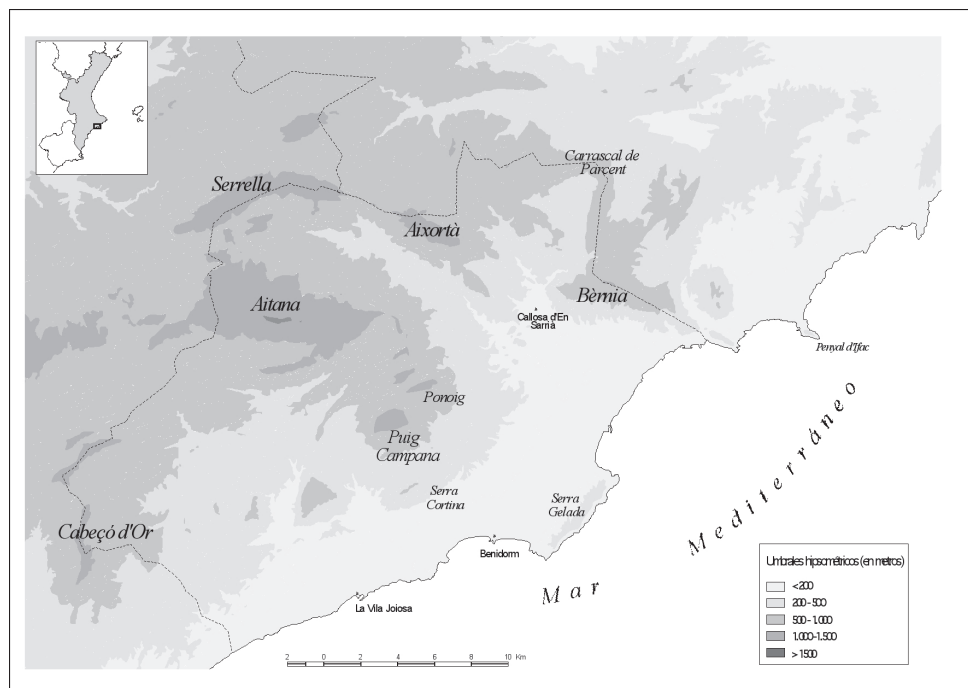 Carrascal de
Parcent
Serrella
Aixortà
Aitana
Bèrnia
Callosa d'En
Sarrià
Penyal d'Ifac
Ponoig
Puig
Campana
Serra
Cortina
Serra
Gelada
Cabeçó d'Or
Benidorm
La Vila Joiosa
Mar Mediterráneo
Umbrales hipsométricos (en metros)
<200
200-500
500-1.000
1.000-1.500
>1500
2 0 2 4 6 8 10 Km